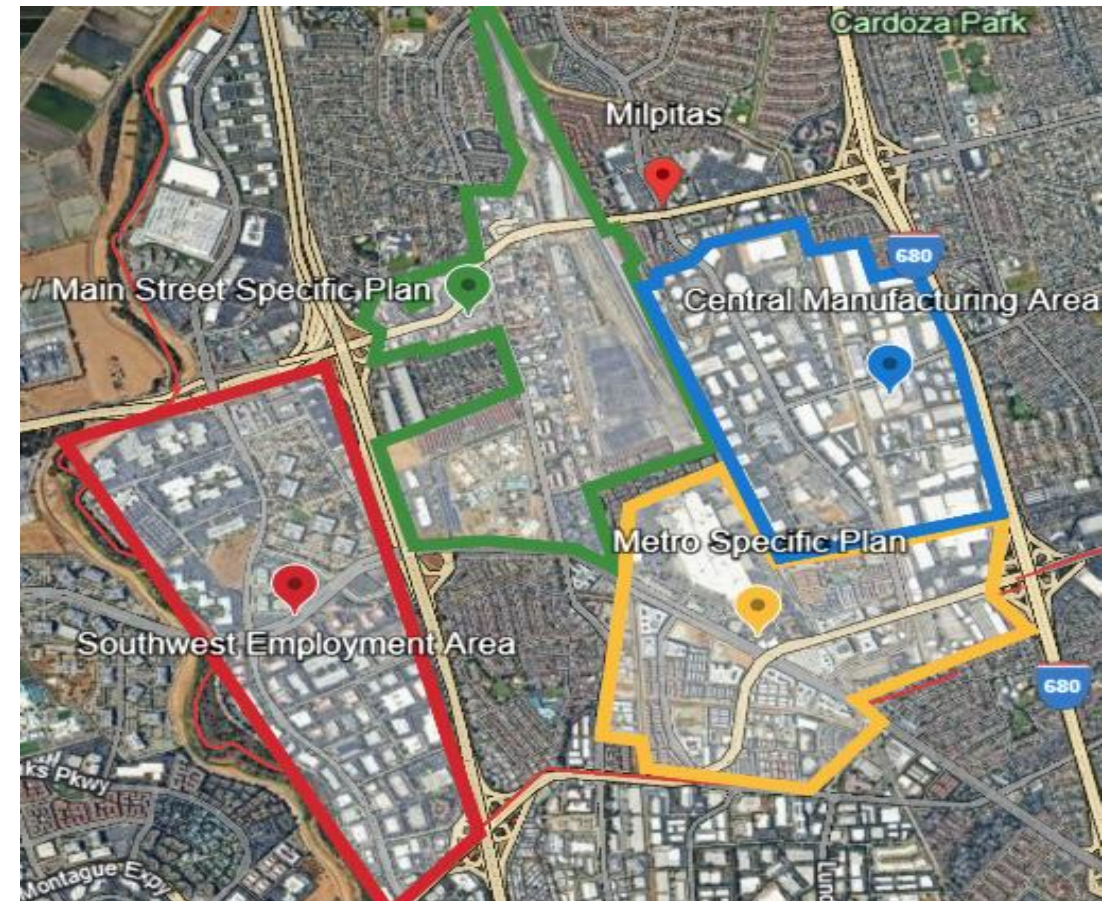 Cardoza Park
Milpitas
680
/ Main Street Specific Plan
Central Manufacturing Area
Metro Specific Plan
Southwest Employment Area
680
ks Pkwy
Montague Expy